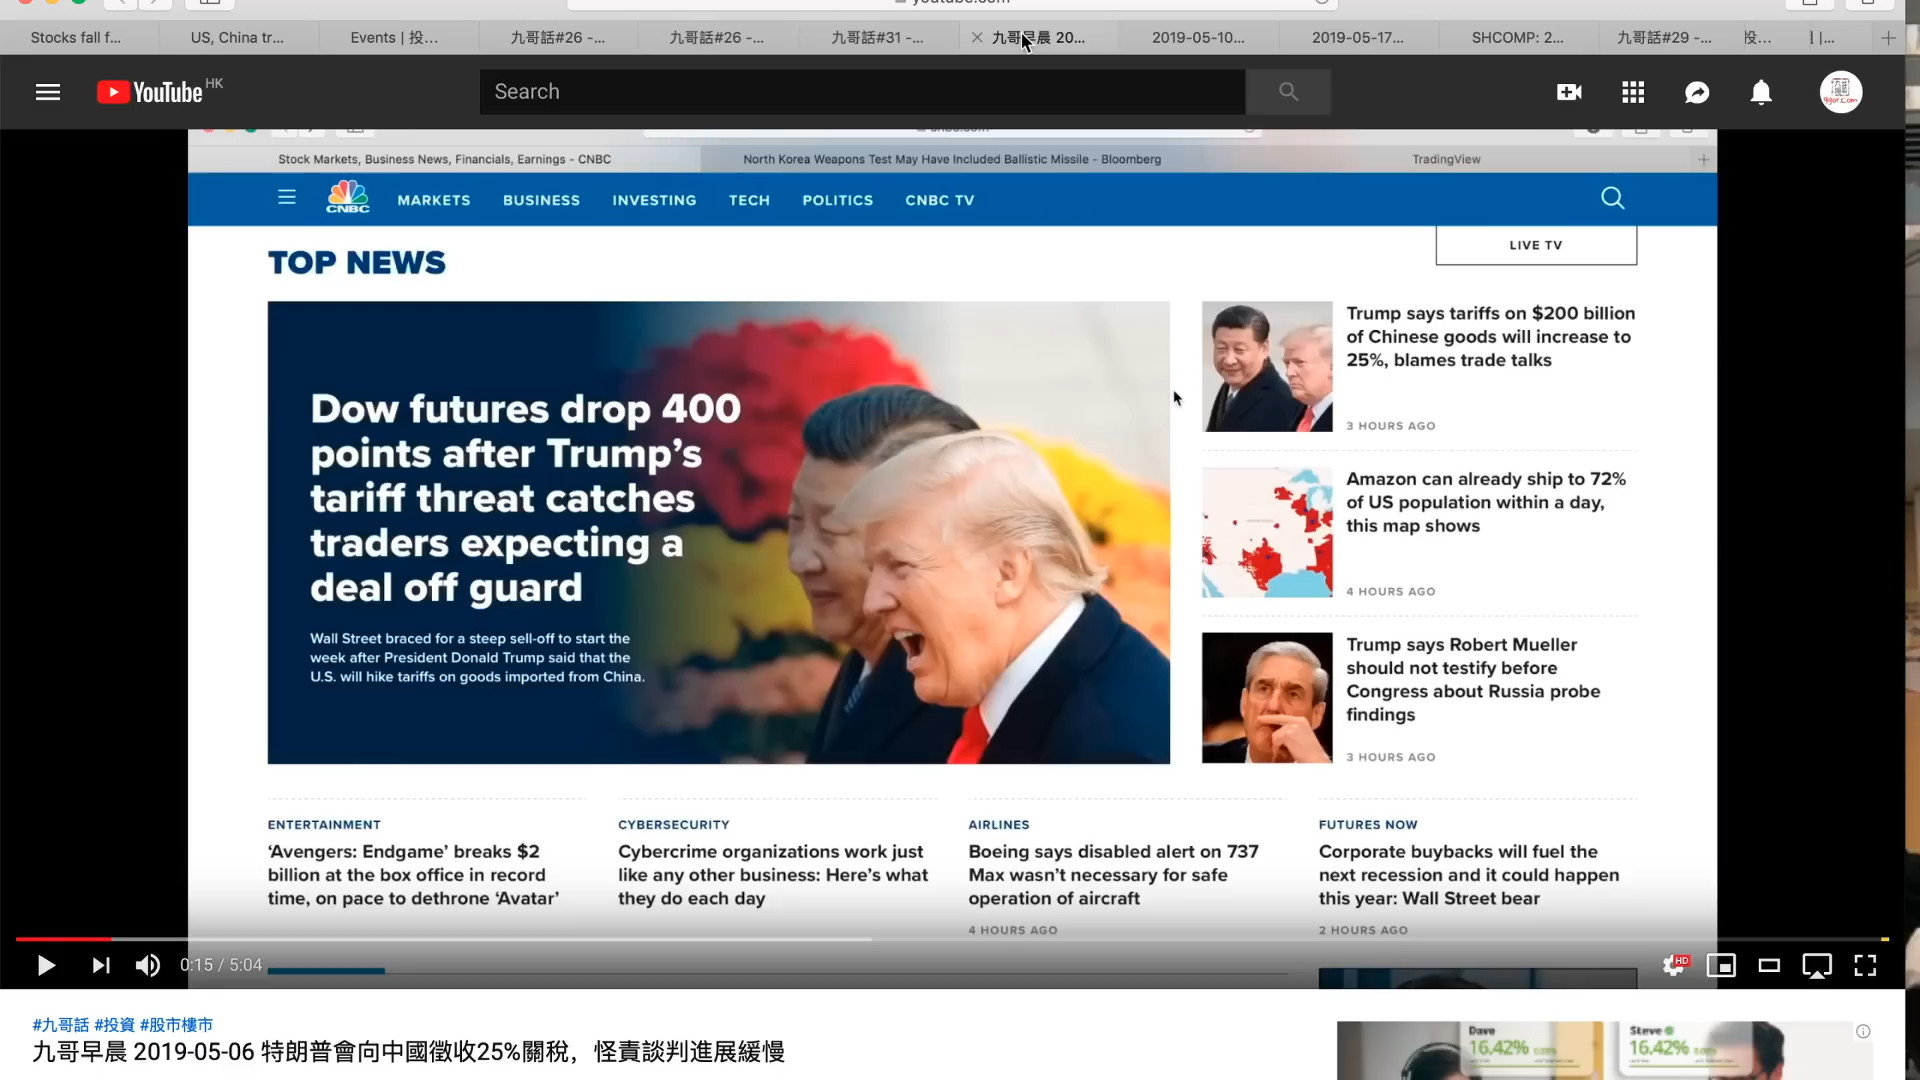 youtube.com
Stocks fall f...
US, China tr...
Events | 投...
九哥話#26 -...
九哥話#26 -...
九哥話#31 -...
九哥早晨 20...
2019-05-10...
2019-05-17...
SHCOMP: 2...
九哥話#29 -...
投...
YouTube HK
Search
Stock Markets, Business News, Financials, Earnings - CNBC
North Korea Weapons Test May Have Included Ballistic Missile - Bloomberg
TradingView
CNBC
MARKETS
BUSINESS
INVESTING
TECH
POLITICS
CNBC TV
TOP NEWS
LIVE TV
Dow futures drop 400
points after Trump’s
tariff threat catches
traders expecting a
deal off guard
Wall Street braced for a steep sell-off to start the
week after President Donald Trump said that the
U.S. will hike tariffs on goods imported from China.
Trump says tariffs on $200 billion
of Chinese goods will increase to
25%, blames trade talks
3 HOURS AGO
Amazon can already ship to 72%
of US population within a day,
this map shows
4 HOURS AGO
Trump says Robert Mueller
should not testify before
Congress about Russia probe
findings
3 HOURS AGO
ENTERTAINMENT
‘Avengers: Endgame’ breaks $2
billion at the box office in record
time, on pace to dethrone ‘Avatar’
CYBERSECURITY
Cybercrime organizations work just
like any other business: Here’s what
they do each day
AIRLINES
Boeing says disabled alert on 737
Max wasn’t necessary for safe
operation of aircraft
4 HOURS AGO
FUTURES NOW
Corporate buybacks will fuel the
next recession and it could happen
this year: Wall Street bear
2 HOURS AGO
0:15 / 5:04
HD
#九哥話 #投資 #股市樓市
九哥早晨 2019-05-06 特朗普會向中國徵收25%關稅，怪責談判進展緩慢
Dave
16.42%
Steve
16.42%